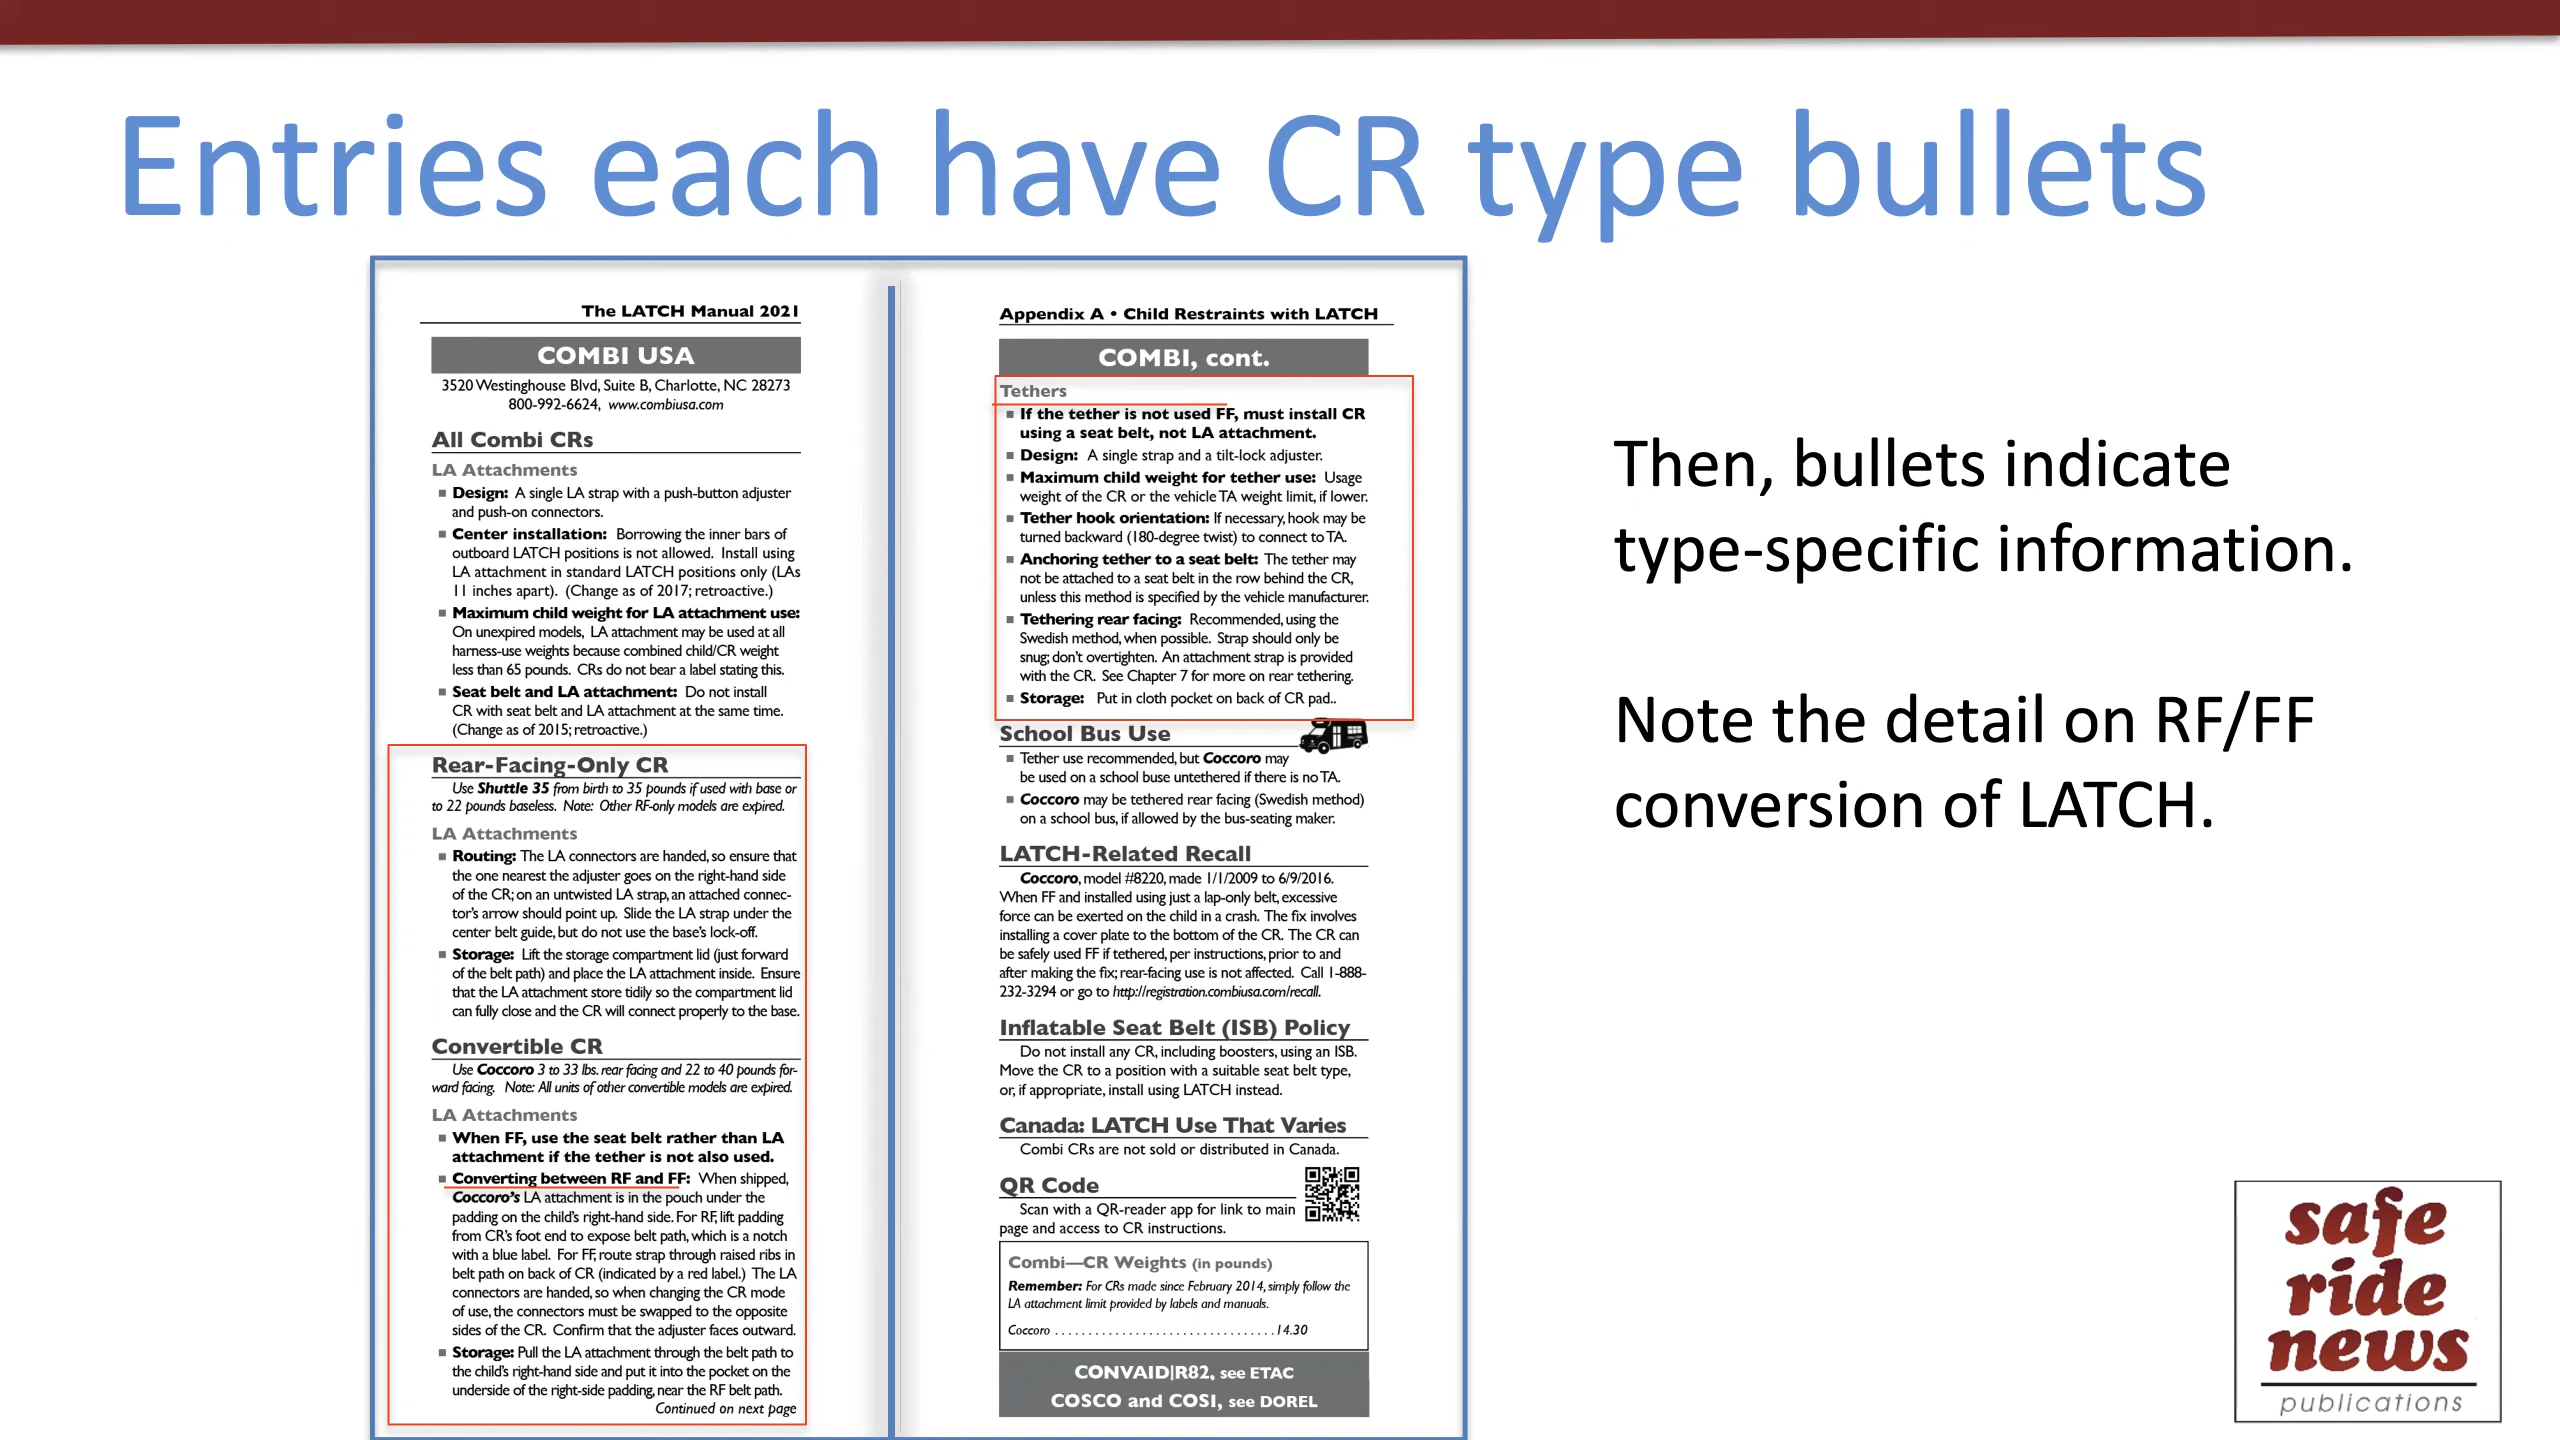 Entries each have CR type bullets
The LATCH Manual 2021
COMBI USA
3520 Westinghouse Blvd, Suite B, Charlotte, NC 28273
800-992-6624, www.combiusa.com
All Combi CRs
LA Attachments
■ Design: A single LA strap with a push-button adjuster
and push-on connectors.
■ Center installation: Borrowing the inner bars of
outboard LATCH positions is not allowed. Install using
LA attachment in standard LATCH positions only (LAs
11 inches apart). (Change as of 2017; retroactive.)
■ Maximum child weight for LA attachment use:
On unexpired models, LA attachment may be used at all
harness-use weights because combined child/CR weight
less than 65 pounds. CRs do not bear a label stating this.
■ Seat belt and LA attachment: Do not install
CR with seat belt and LA attachment at the same time.
(Change as of 2015; retroactive.)
Rear-Facing-Only CR
Use Shuttle 35 from birth to 35 pounds if used with base or
to 22 pounds baseless. Note: Other RF-only models are expired.
LA Attachments
■ Routing: The LA connectors are handed, so ensure that
the one nearest the adjuster goes on the right-hand side
of the CR; on an untwisted LA strap, an attached connec-
tor's arrow should point up. Slide the LA strap under the
center belt guide, but do not use the base's lock-off.
■ Storage: Lift the storage compartment lid (just forward
of the belt path) and place the LA attachment inside. Ensure
that the LA attachment store tidily so the compartment lid
can fully close and the CR will connect properly to the base.
Convertible CR
Use Coccoro 3 to 33 lbs. rear facing and 22 to 40 pounds for-
ward facing. Note: All units of other convertible models are expired.
LA Attachments
■ When FF, use the seat belt rather than LA
attachment if the tether is not also used.
■ Converting between RF and FF: When shipped,
Coccoro's LA attachment is in the pouch under the
padding on the child's right-hand side. For RF, lift padding
from CR's foot end to expose belt path, which is a notch
with a blue label. For FF, route strap through raised ribs in
belt path on back of CR (indicated by a red label.) The LA
connectors are handed, so when changing the CR mode
of use, the connectors must be swapped to the opposite
sides of the CR. Confirm that the adjuster faces outward.
■ Storage: Pull the LA attachment through the belt path to
the child's right-hand side and put it into the pocket on the
underside of the right-side padding, near the RF belt path.
Continued on next page
Appendix A • Child Restraints with LATCH
COMBI, cont.
Tethers
■ If the tether is not used FF, must install CR
using a seat belt, not LA attachment.
■ Design: A single strap and a tilt-lock adjuster.
■ Maximum child weight for tether use: Usage
weight of the CR or the vehicle TA weight limit, if lower.
■ Tether hook orientation: If necessary, hook may be
turned backward (180-degree twist) to connect to TA.
■ Anchoring tether to a seat belt: The tether may
not be attached to a seat belt in the row behind the CR,
unless this method is specified by the vehicle manufacturer.
■ Tethering rear facing: Recommended, using the
Swedish method, when possible. Strap should only be
snug; don't overtighten. An attachment strap is provided
with the CR. See Chapter 7 for more on rear tethering.
■ Storage: Put in cloth pocket on back of CR pad..
School Bus Use
■ Tether use recommended, but Coccoro may
be used on a school buse untethered if there is no TA.
■ Coccoro may be tethered rear facing (Swedish method)
on a school bus, if allowed by the bus-seating maker.
LATCH-Related Recall
Coccoro, model #8220, made 1/1/2009 to 6/9/2016.
When FF and installed using just a lap-only belt, excessive
force can be exerted on the child in a crash. The fix involves
installing a cover plate to the bottom of the CR. The CR can
be safely used FF if tethered, per instructions, prior to and
after making the fix; rear-facing use is not affected. Call 1-888-
232-3294 or go to http://registration.combiusa.com/recall.
Inflatable Seat Belt (ISB) Policy
Do not install any CR, including boosters, using an ISB.
Move the CR to a position with a suitable seat belt type,
or, if appropriate, install using LATCH instead.
Canada: LATCH Use That Varies
Combi CRs are not sold or distributed in Canada.
QR Code
Scan with a QR-reader app for link to main
page and access to CR instructions.
Combi—CR Weights (in pounds)
Remember: For CRs made since February 2014, simply follow the
LA attachment limit provided by labels and manuals.
Coccoro . . . . . . . . . . . . . . . . . . . . . . . . . . . . . . . . .14.30
CONVAID|R82, see ETAC
COSCO and COSI, see DOREL
Then, bullets indicate
type-specific information.
Note the detail on RF/FF
conversion of LATCH.
safe
ride
news
publications